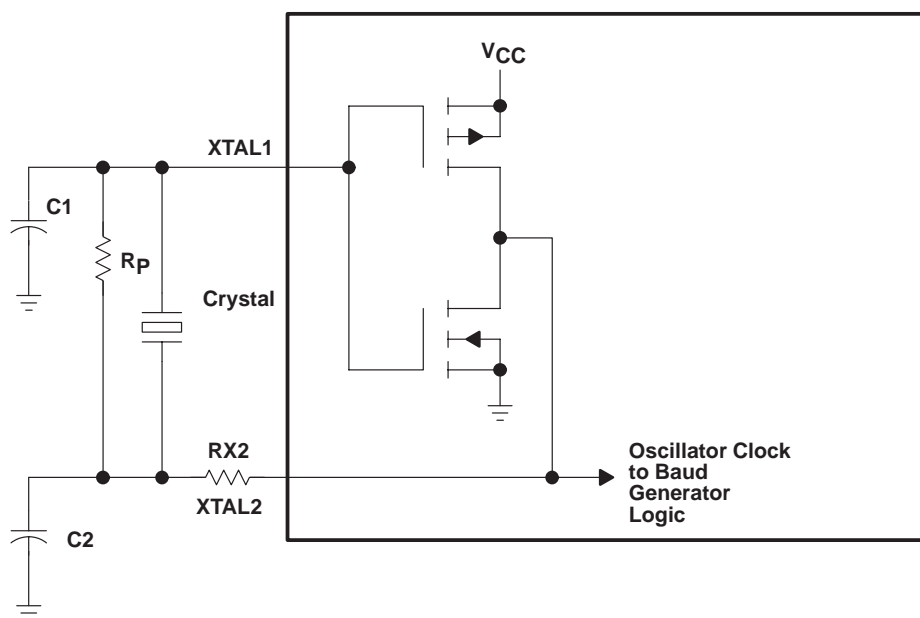 VCC
XTAL1
C1
RP
Crystal
RX2
XTAL2
C2
Oscillator Clock
to Baud
Generator
Logic